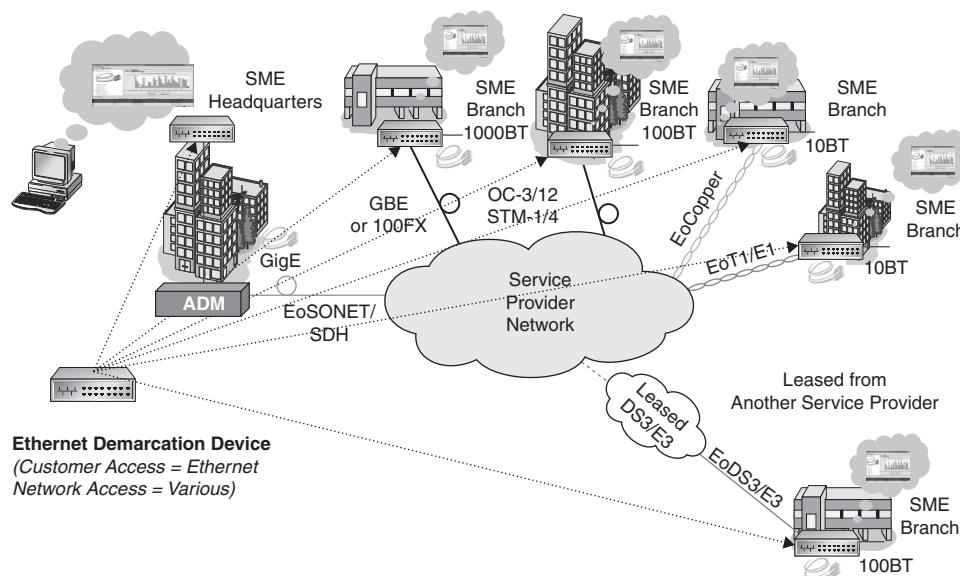 SME
Headquarters
SME
Branch
1000BT
SME
Branch
100BT
SME
Branch
10BT
SME
Branch
10BT
GBE
or 100FX
OC-3/12
STM-1/4
EoCopper
EoT1/E1
GigE
ADM
EoSONET/
SDH
Service
Provider
Network
Leased
DS3/E3
Leased from
Another Service Provider
EoDS3/E3
SME
Branch
100BT
Ethernet Demarcation Device
(Customer Access = Ethernet
Network Access = Various)